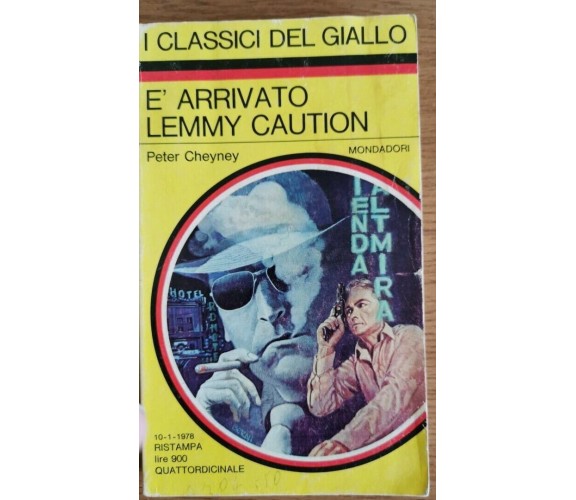 I CLASSICI DEL GIALLO
E' ARRIVATO
LEMMY CAUTION
Peter Cheyney
MONDADORI
TIENDA
ALTMIRA
HOTEL
10-1-1978
RISTAMPA
lire 900
QUATTORDICINALE